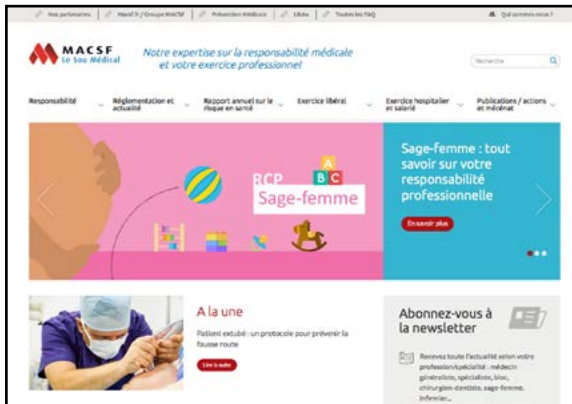 Nos partenaires
Macsf.fr / Groupe MACSF
Prévention Médicale
Libéa
Toutes les FAQ
Qui sommes-nous ?
MACSF
Le Sou Médical
Notre expertise sur la responsabilité médicale
et votre exercice professionnel
Recherche
Responsabilité
Réglementation et
actualité
Rapport annuel sur le
risque en santé
Exercice libéral
Exercice hospitalier
et salarié
Publications / actions
et mécénat
A
B C
RCP
Sage-femme
Sage-femme : tout
savoir sur votre
responsabilité
professionnelle
En savoir plus
A la une
Patient extubé : un protocole pour prévenir la
fausse route
Lire la suite
Abonnez-vous à
la newsletter
Recevez toute l'actualité selon votre
profession/spécialité : médecin
généraliste, spécialiste, bloc,
chirurgien-dentiste, sage-femme,
infirmier...